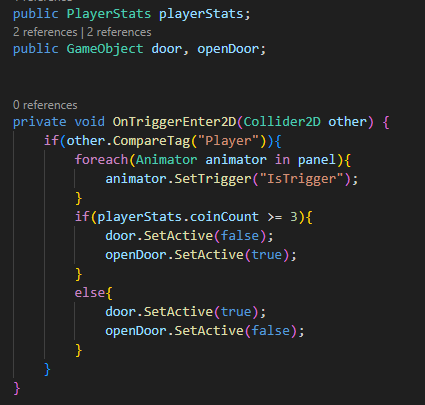 public PlayerStats playerStats;
2 references | 2 references
public GameObject door, openDoor;
0 references
private void OnTriggerEnter2D(Collider2D other) {
    if(other.CompareTag("Player")){
        foreach(Animator animator in panel){
            animator.SetTrigger("IsTrigger");
        }
        if(playerStats.coinCount >= 3){
            door.SetActive(false);
            openDoor.SetActive(true);
        }
        else{
            door.SetActive(true);
            openDoor.SetActive(false);
        }
    }
}